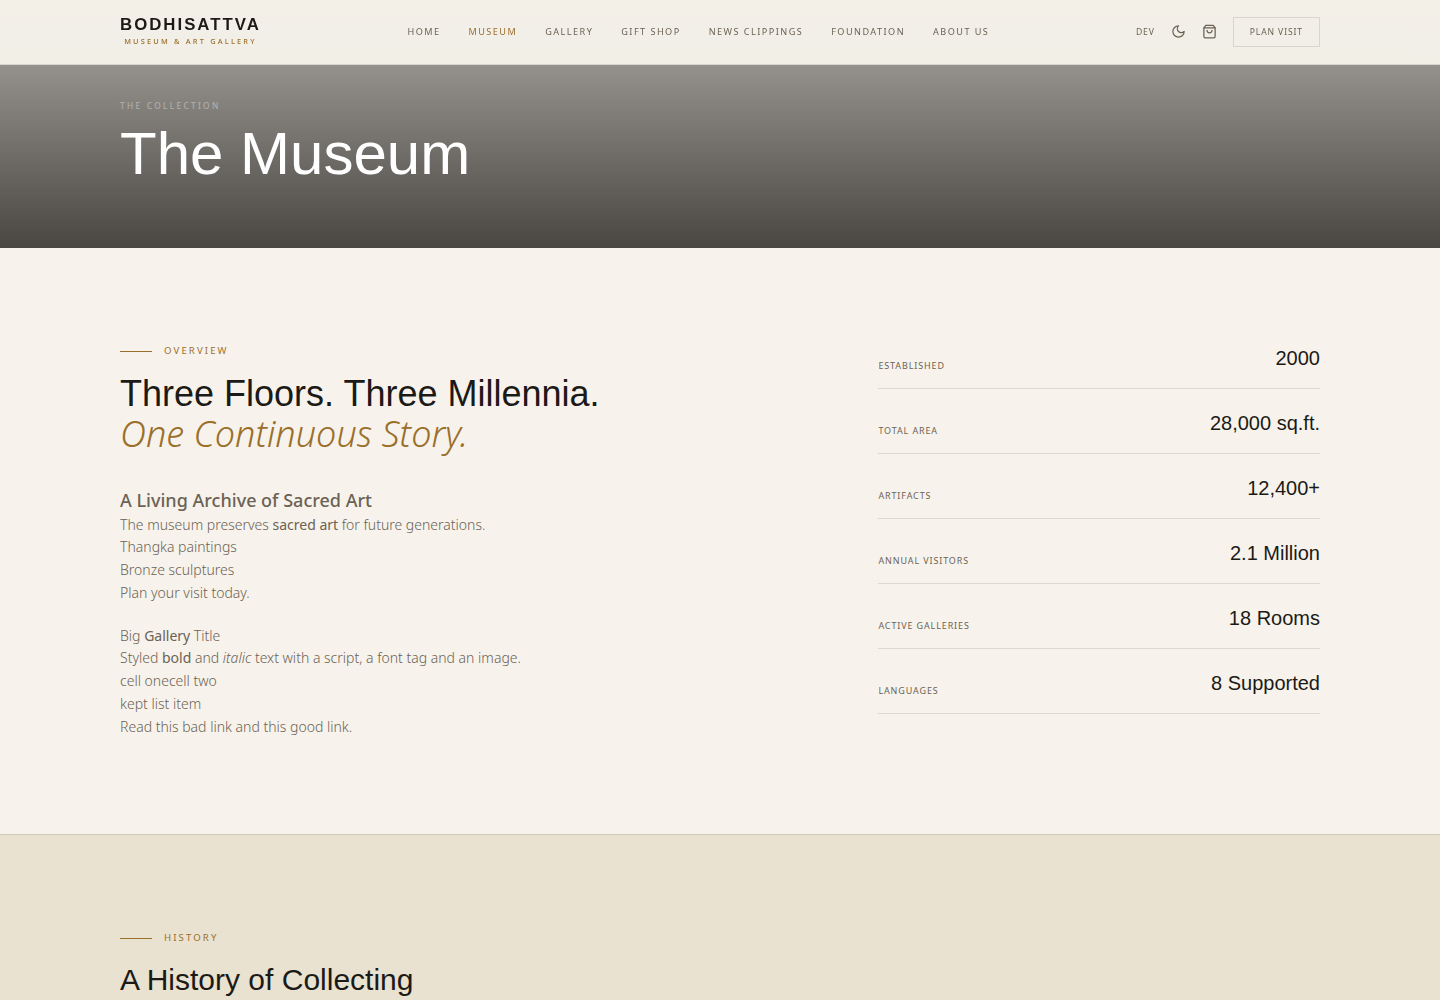 BODHISATTVA
MUSEUM & ART GALLERY
HOME MUSEUM GALLERY GIFT SHOP NEWS CLIPPINGS FOUNDATION ABOUT US
DEV PLAN VISIT
THE COLLECTION
The Museum
OVERVIEW
Three Floors. Three Millennia.
One Continuous Story.
A Living Archive of Sacred Art
The museum preserves sacred art for future generations.
Thangka paintings
Bronze sculptures
Plan your visit today.
Big Gallery Title
Styled bold and italic text with a script, a font tag and an image.
cell onecell two
kept list item
Read this bad link and this good link.
ESTABLISHED 2000
TOTAL AREA 28,000 sq.ft.
ARTIFACTS 12,400+
ANNUAL VISITORS 2.1 Million
ACTIVE GALLERIES 18 Rooms
LANGUAGES 8 Supported
HISTORY
A History of Collecting